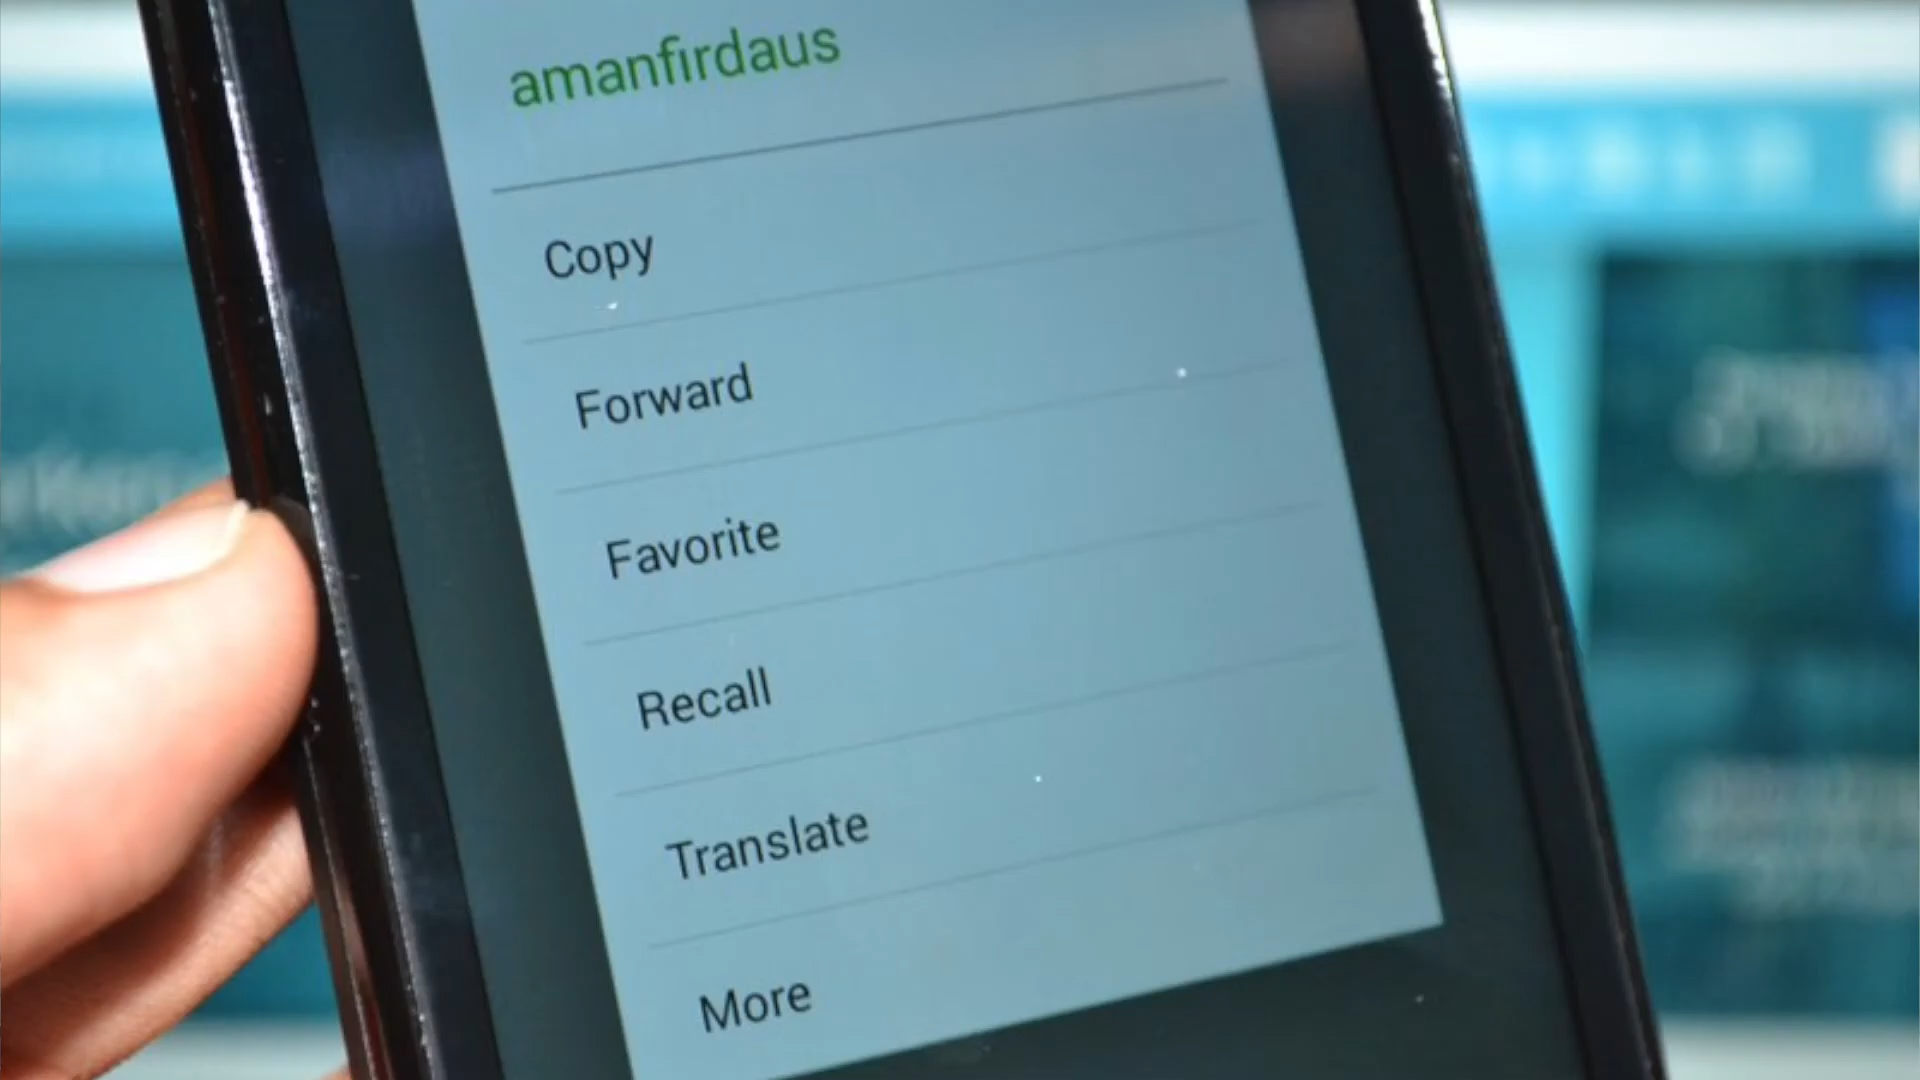 amanfirdaus
Copy
Forward
Favorite
Recall
Translate
More